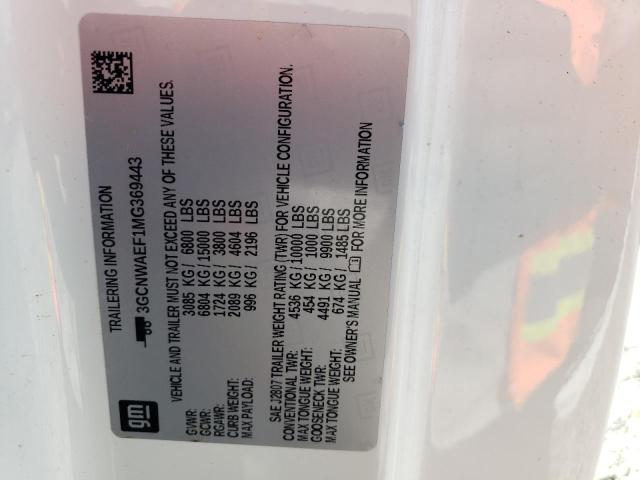 gm
TRAILERING INFORMATION
3GCNWAEF1MG369443
VEHICLE AND TRAILER MUST NOT EXCEED ANY OF THESE VALUES.
GVWR: 3085 KG/ 6800 LBS
GCWR: 6804 KG/ 15000 LBS
RGAWR: 1724 KG/ 3800 LBS
CURB WEIGHT: 2089 KG/ 4604 LBS
MAX PAYLOAD: 996 KG/ 2196 LBS
SAE J2807 TRAILER WEIGHT RATING (TWR) FOR VEHICLE CONFIGURATION.
CONVENTIONAL TWR: 4536 KG/ 10000 LBS
MAX TONGUE WEIGHT: 454 KG/ 1000 LBS
GOOSENECK TWR: 4491 KG/ 9900 LBS
MAX TONGUE WEIGHT: 674 KG/ 1485 LBS
SEE OWNER'S MANUAL FOR MORE INFORMATION.